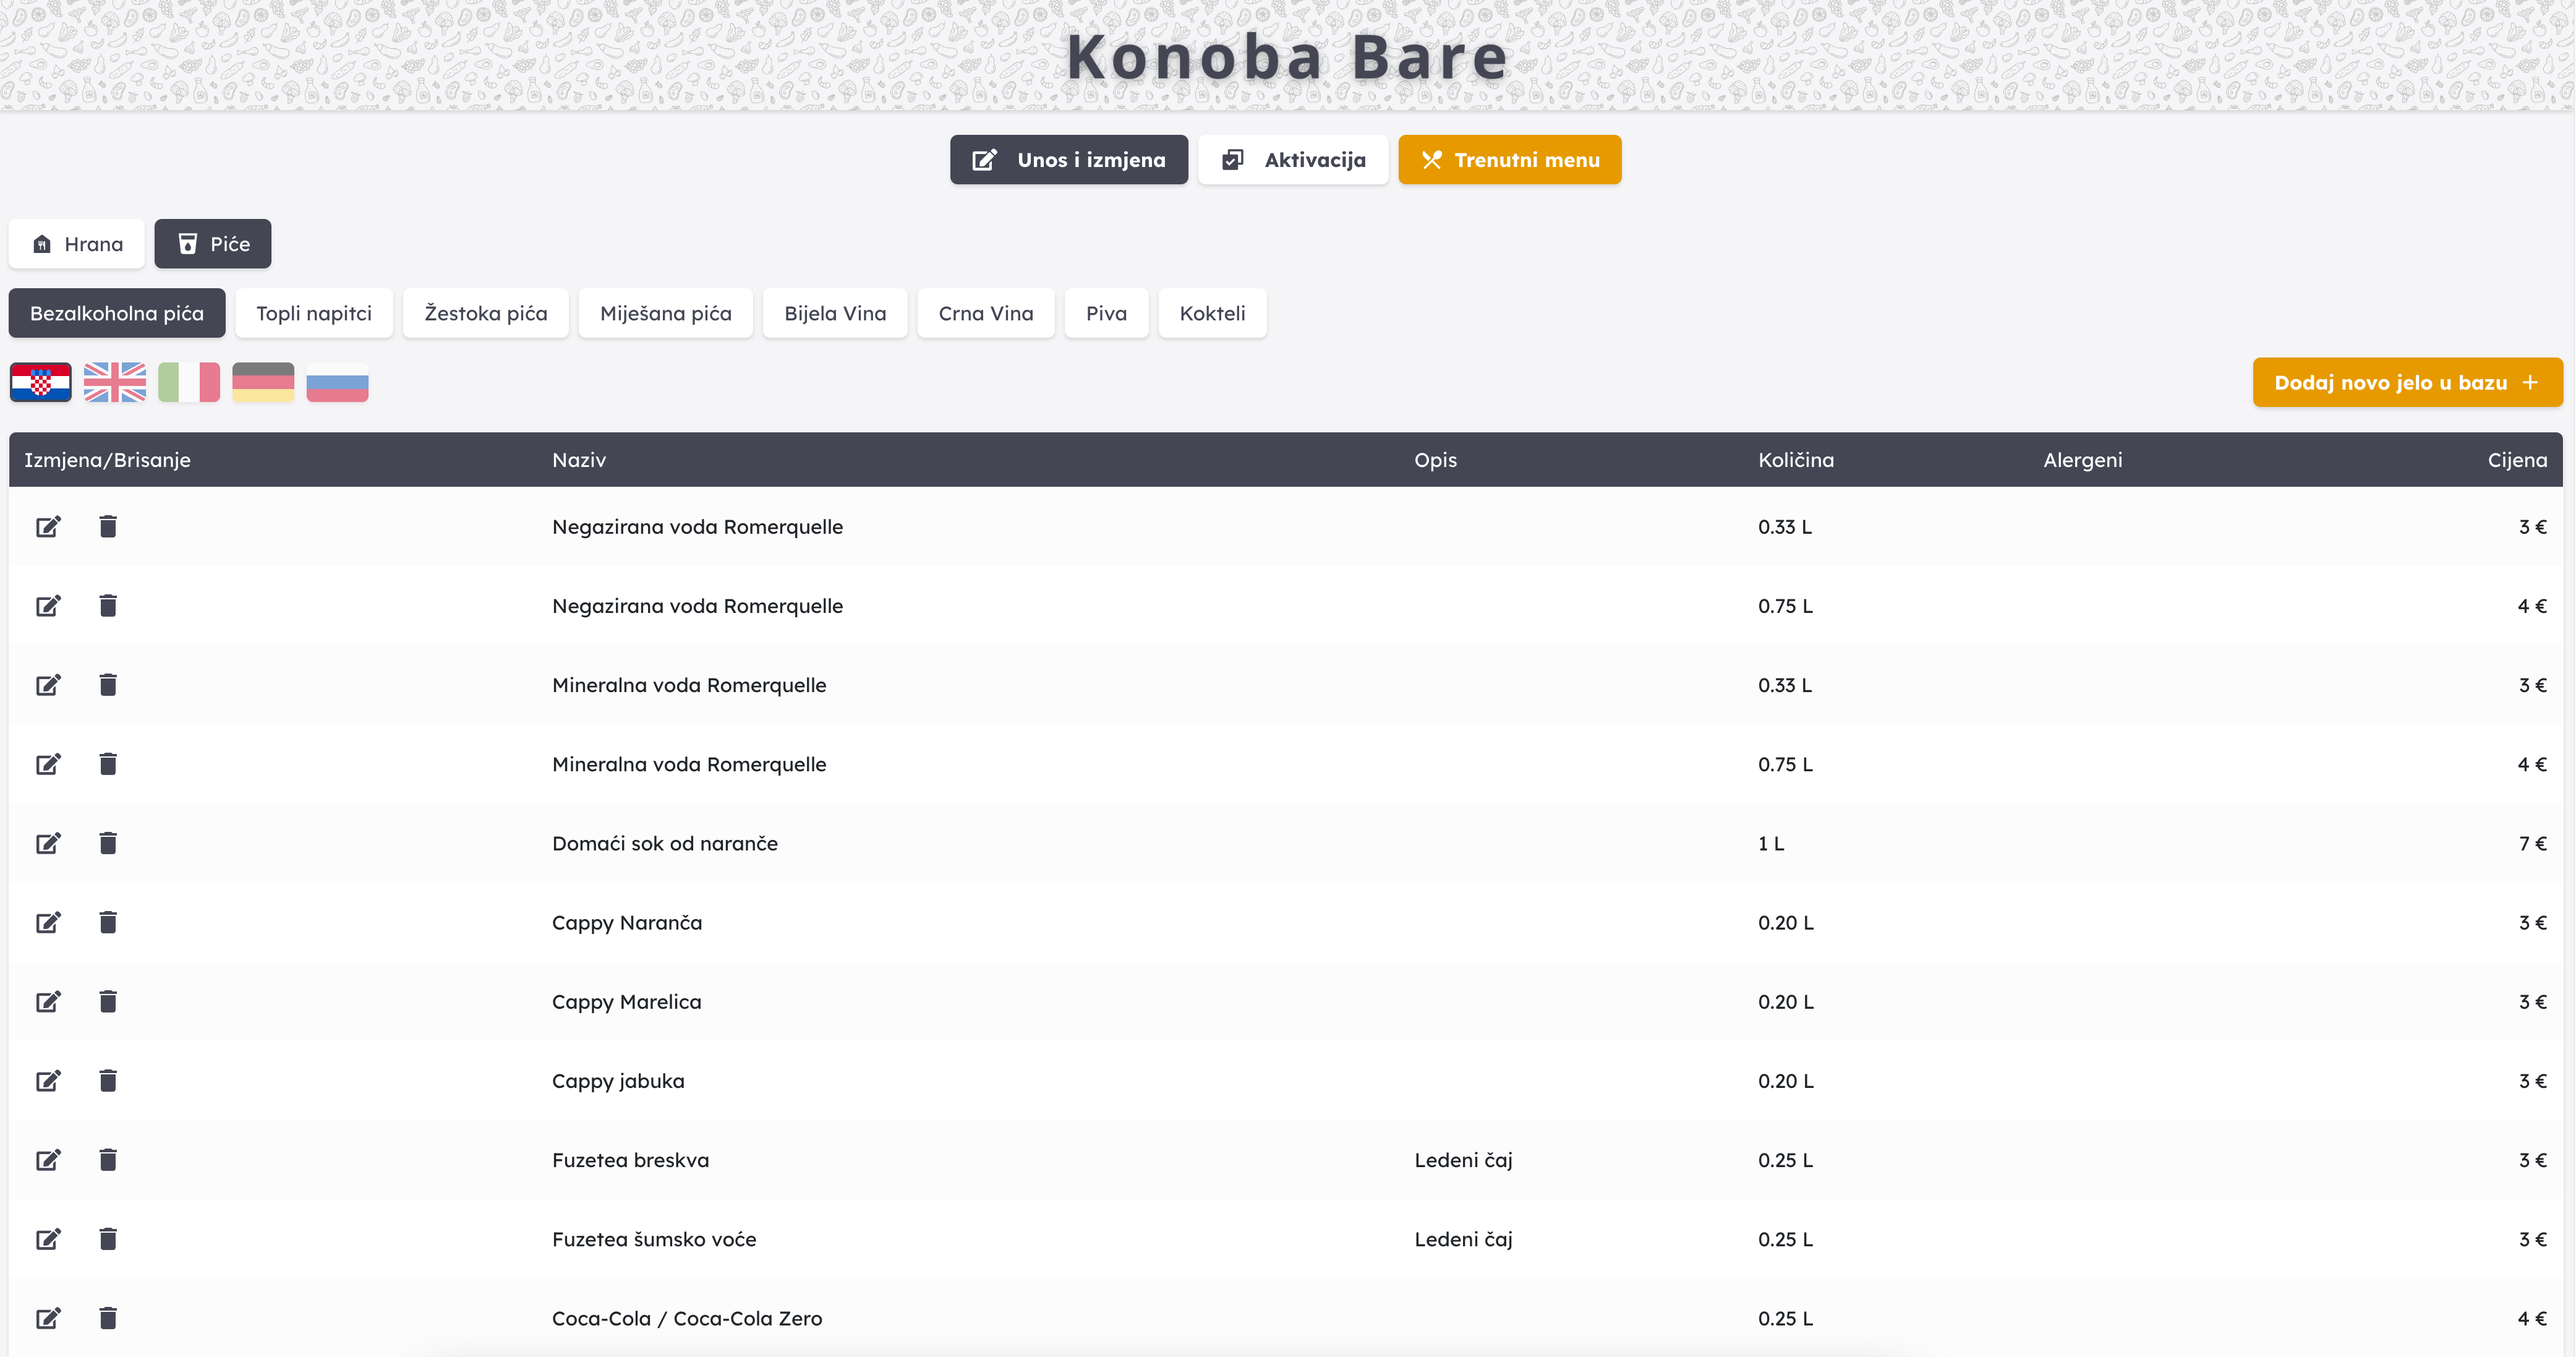 Konoba Bare
Unos i izmjena Aktivacija Trenutni menu
Hrana Piće
Bezalkoholna pića Topli napitci Žestoka pića Miješana pića Bijela Vina Crna Vina Piva Kokteli
Dodaj novo jelo u bazu +
Izmjena/Brisanje Naziv Opis Količina Alergeni Cijena
Negazirana voda Romerquelle 0.33 L 3 €
Negazirana voda Romerquelle 0.75 L 4 €
Mineralna voda Romerquelle 0.33 L 3 €
Mineralna voda Romerquelle 0.75 L 4 €
Domaći sok od naranče 1 L 7 €
Cappy Naranča 0.20 L 3 €
Cappy Marelica 0.20 L 3 €
Cappy jabuka 0.20 L 3 €
Fuzetea breskva Ledeni čaj 0.25 L 3 €
Fuzetea šumsko voće Ledeni čaj 0.25 L 3 €
Coca-Cola / Coca-Cola Zero 0.25 L 4 €